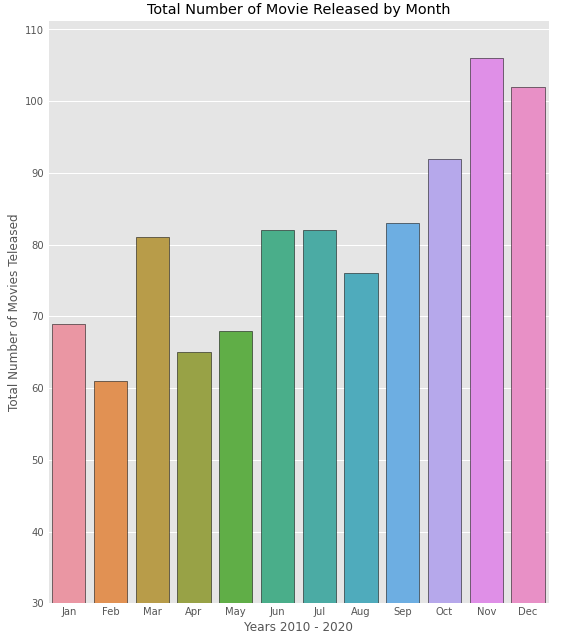 Total Number of Movie Released by Month
Total Number of Movies Teleased
110
100
90
80
70
60
50
40
30
Jan Feb Mar Apr May Jun Jul Aug Sep Oct Nov Dec
Years 2010 - 2020